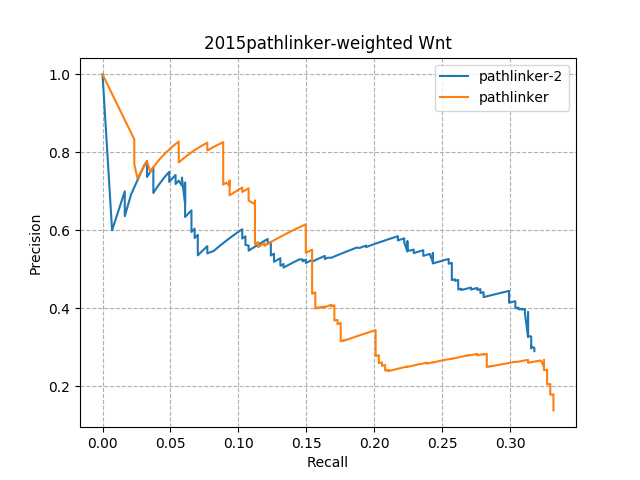 2015pathlinker-weighted Wnt
pathlinker-2
pathlinker
1.0
0.8
0.6
0.4
0.2
Precision
0.00 0.05 0.10 0.15 0.20 0.25 0.30
Recall